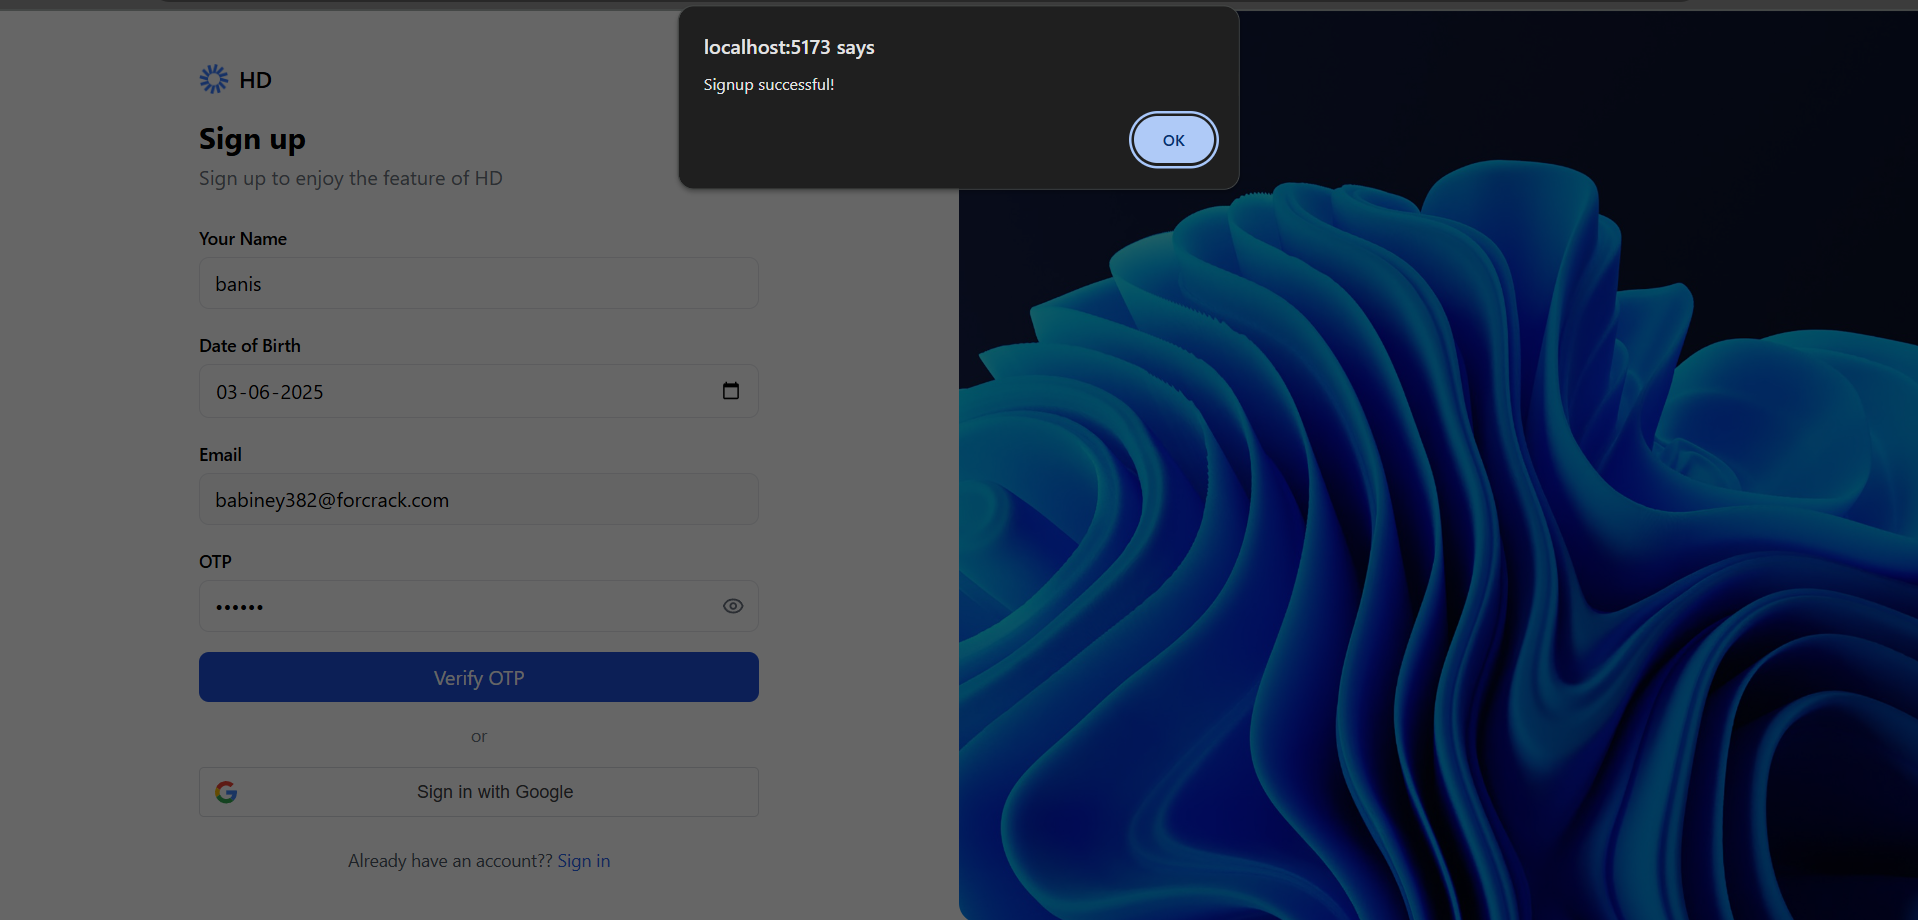 localhost:5173 says
Signup successful!
OK
HD
Sign up
Sign up to enjoy the feature of HD
Your Name
banis
Date of Birth
03-06-2025
Email
babiney382@forcrack.com
OTP
••••••
Verify OTP
or
Sign in with Google
Already have an account?? Sign in